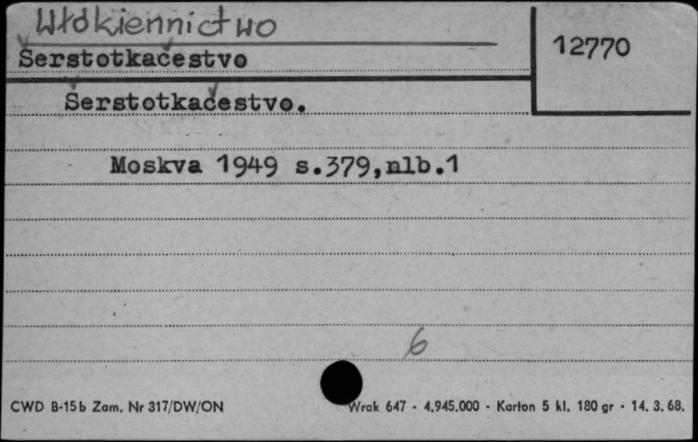 Włókiennictwo
12770
Šerstotkačestvo
Šerstotkačestvo.
Moskva 1949 s.379,nlb.1
6
CWD B-15b Zam. Nr 317/DW/ON Wrak 647 - 4.945.000 - Karton 5 kl. 180 gr - 14. 3. 68.